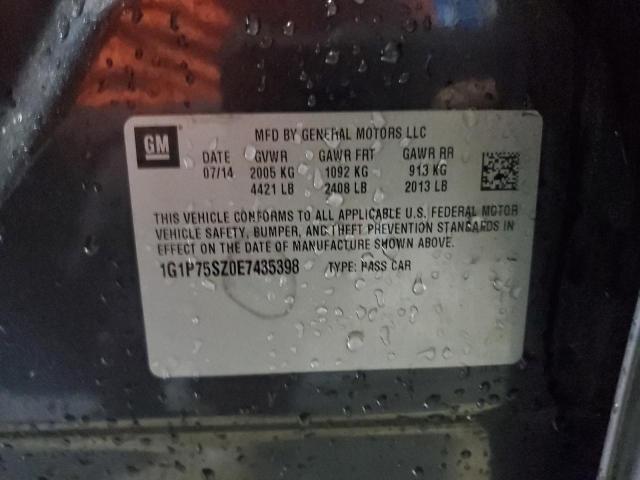 GM
MFD BY GENERAL MOTORS LLC
DATE GVWR GAWR FRT GAWR RR
07/14 2005 KG 1092 KG 913 KG
4421 LB 2408 LB 2013 LB
THIS VEHICLE CONFORMS TO ALL APPLICABLE U.S. FEDERAL MOTOR
VEHICLE SAFETY, BUMPER, AND THEFT PREVENTION STANDARDS IN
EFFECT ON THE DATE OF MANUFACTURE SHOWN ABOVE.
1G1P75SZ0E7435398 TYPE: PASS CAR